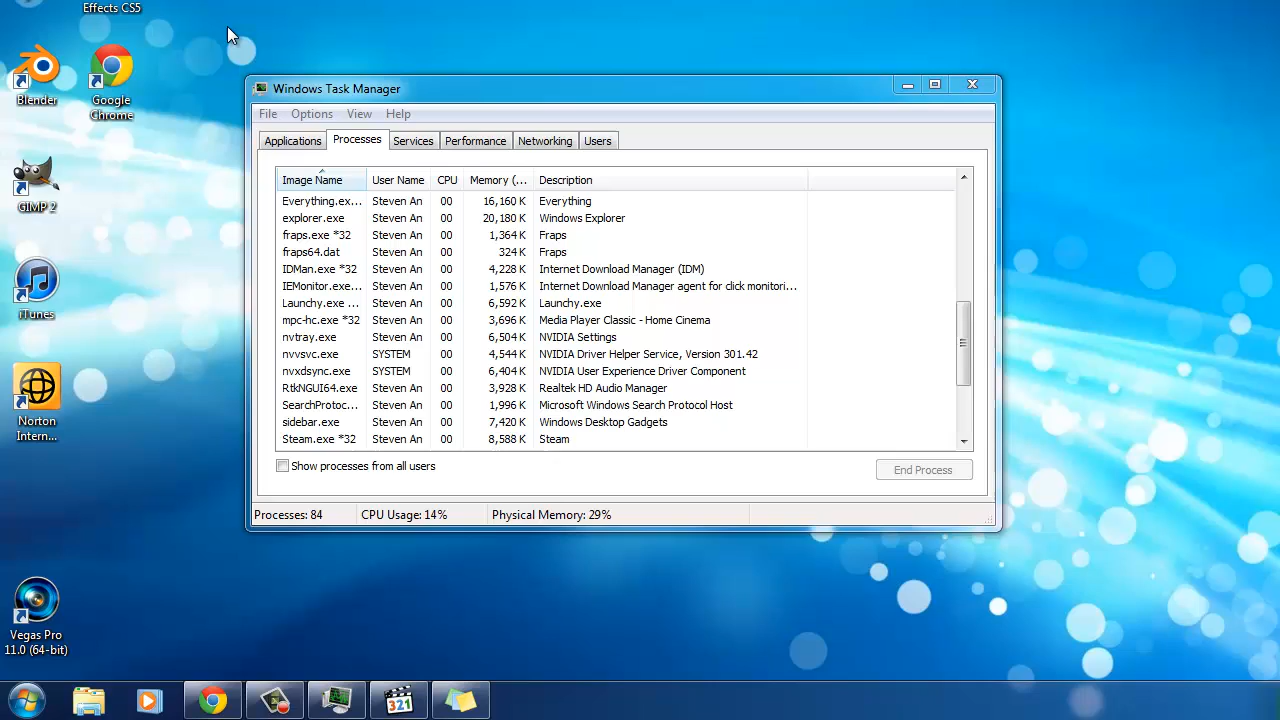 Effects CS5
Blender
Google
Chrome
GIMP 2
iTunes
Norton
Intern...
Vegas Pro
11.0 (64-bit)
Windows Task Manager
File Options View Help
Applications Processes Services Performance Networking Users
Image Name User Name CPU Memory (... Description
Everything.ex... Steven An 00 16,160 K Everything
explorer.exe Steven An 00 20,180 K Windows Explorer
fraps.exe *32 Steven An 00 1,364 K Fraps
fraps64.dat Steven An 00 324 K Fraps
IDMan.exe *32 Steven An 00 4,228 K Internet Download Manager (IDM)
IEMonitor.exe... Steven An 00 1,576 K Internet Download Manager agent for click monitori...
Launchy.exe ... Steven An 00 6,592 K Launchy.exe
mpc-hc.exe *32 Steven An 00 3,696 K Media Player Classic - Home Cinema
nvtray.exe Steven An 00 6,504 K NVIDIA Settings
nvvsvc.exe SYSTEM 00 4,544 K NVIDIA Driver Helper Service, Version 301.42
nvxdsync.exe SYSTEM 00 6,404 K NVIDIA User Experience Driver Component
RtkNGUI64.exe Steven An 00 3,928 K Realtek HD Audio Manager
SearchProtoc... Steven An 00 1,996 K Microsoft Windows Search Protocol Host
sidebar.exe Steven An 00 7,420 K Windows Desktop Gadgets
Steam.exe *32 Steven An 00 8,588 K Steam
Show processes from all users
End Process
Processes: 84 CPU Usage: 14% Physical Memory: 29%
321